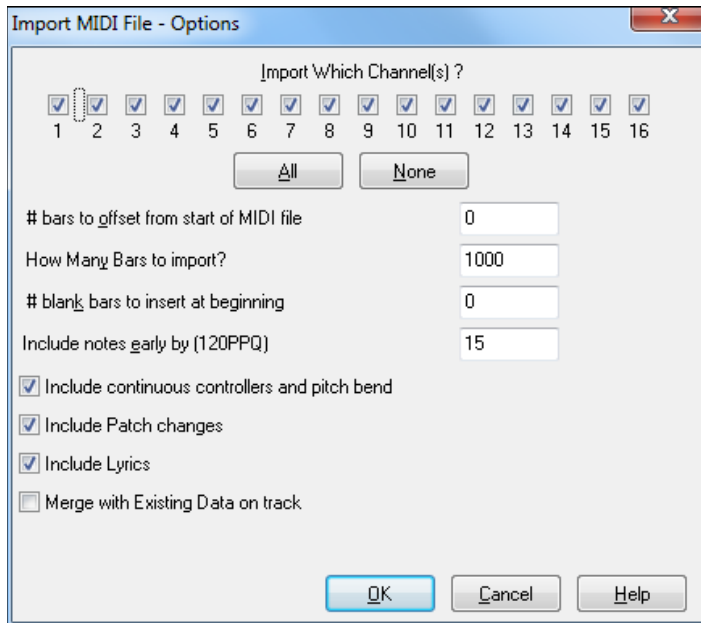 Import MIDI File - Options
Import Which Channel(s) ?
1 2 3 4 5 6 7 8 9 10 11 12 13 14 15 16
All None
# bars to offset from start of MIDI file 0
How Many Bars to import? 1000
# blank bars to insert at beginning 0
Include notes early by (120PPQ) 15
Include continuous controllers and pitch bend
Include Patch changes
Include Lyrics
Merge with Existing Data on track
OK Cancel Help